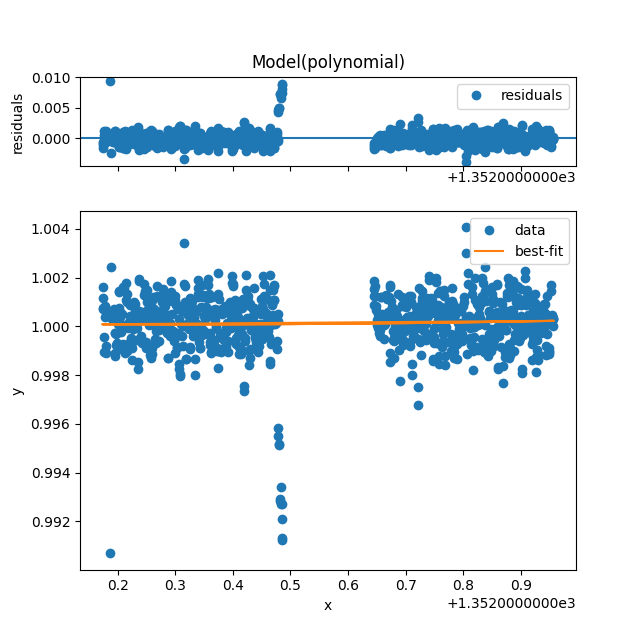 Model(polynomial)
0.010
0.005
0.000
residuals
residuals
+1.3520000000e3
1.004
1.002
1.000
0.998
0.996
0.994
0.992
y
data
best-fit
0.2 0.3 0.4 0.5 0.6 0.7 0.8 0.9
x
+1.3520000000e3